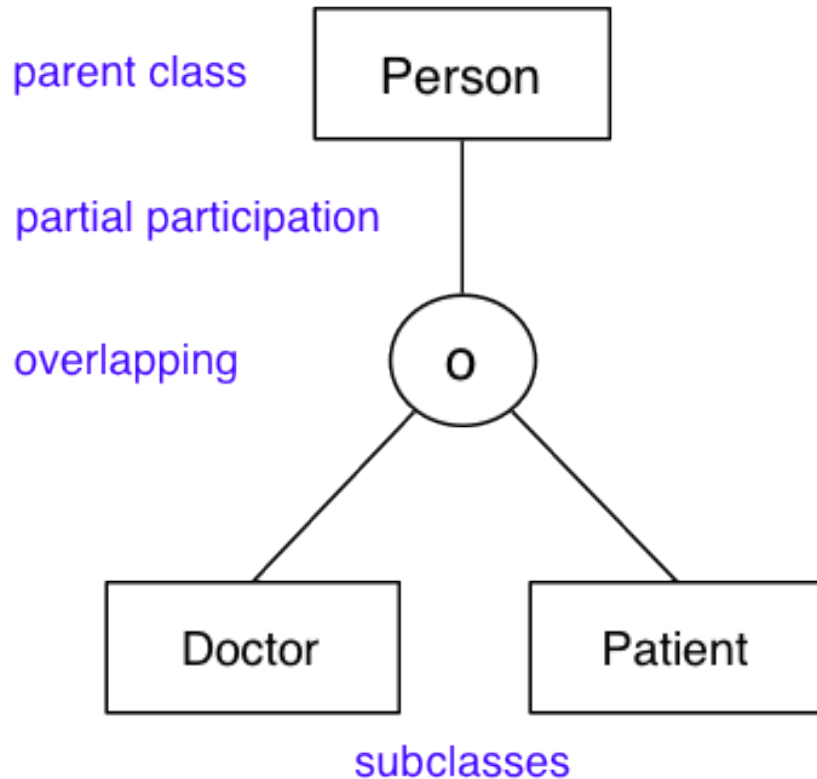 parent class
Person
partial participation
overlapping
o
Doctor
Patient
subclasses